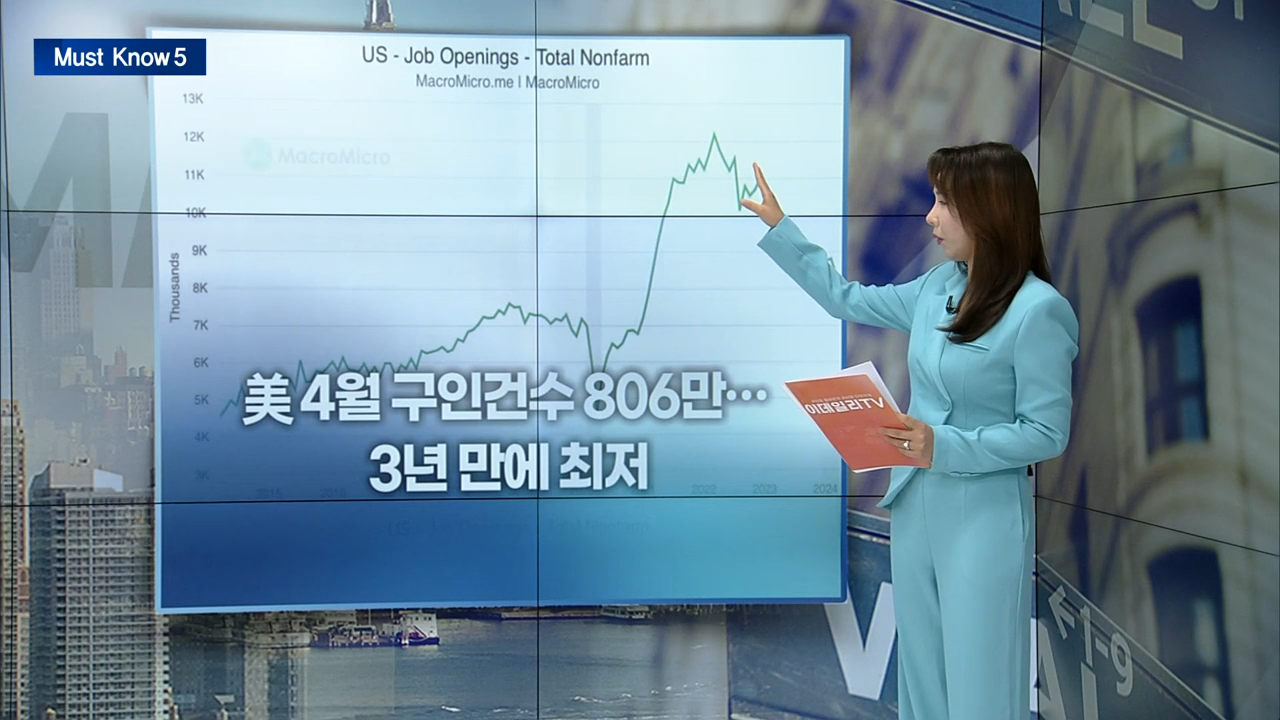 Must Know 5
US - Job Openings - Total Nonfarm
MacroMicro.me | MacroMicro
13K
12K
MacroMicro
11K
10K
9K
Thousands
8K
7K
6K
5K
4K
3K
美 4월 구인건수 806만…
3년 만에 최저
2022
2023
2024
이데일리TV
←1-9